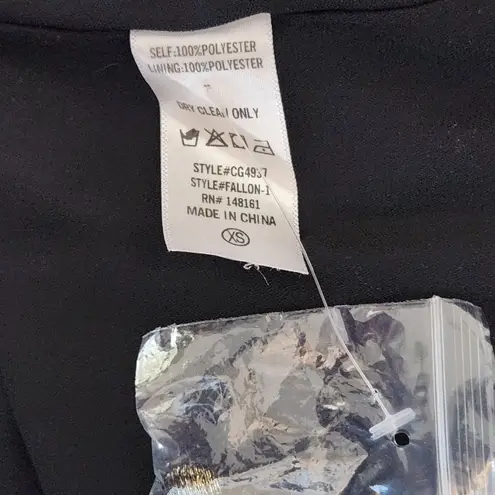 SELF:100%POLYESTER
LINING:100%POLYESTER
DRY CLEAN ONLY
STYLE#CG4937
STYLE#FALLON-1
RN# 148161
MADE IN CHINA
XS